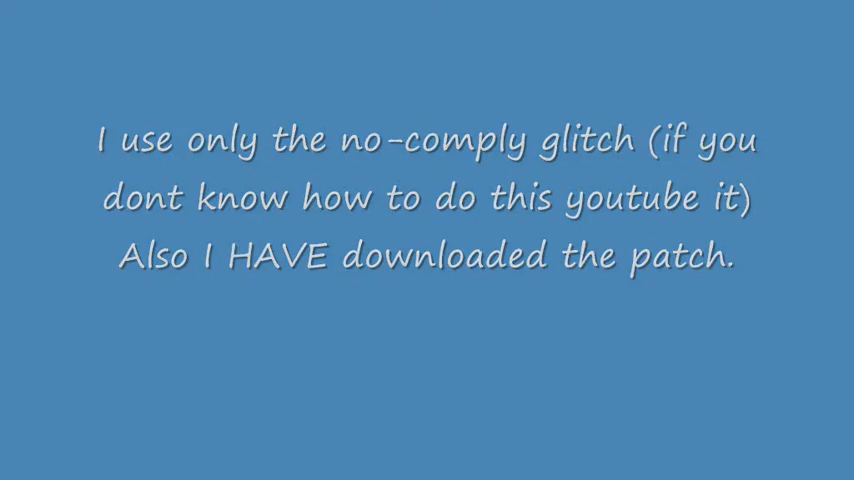 I use only the no-comply glitch (if you
dont know how to do this youtube it)
Also I HAVE downloaded the patch.